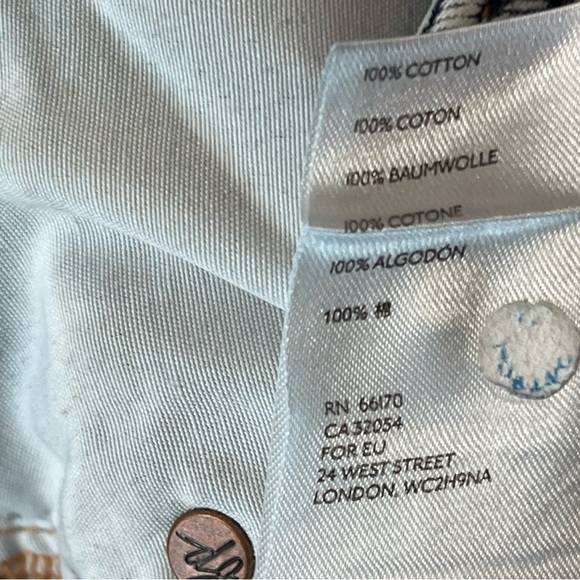 100% COTTON
100% COTON
100% BAUMWOLLE
100% COTONE
100% ALGODÓN
100% 棉
RN 66170
CA 32054
FOR EU
24 WEST STREET
LONDON, WC2H9NA